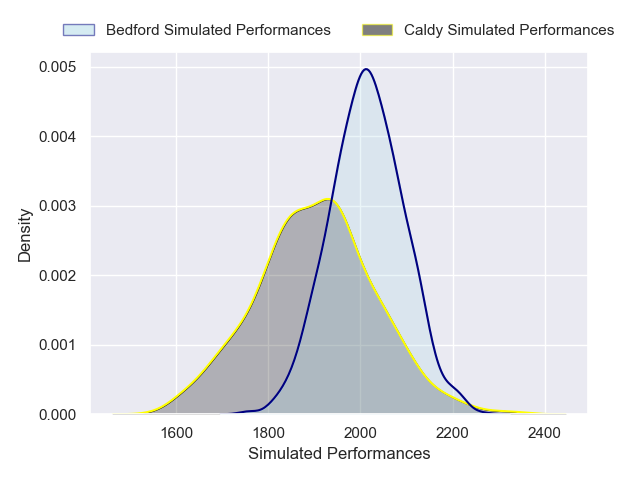 Bedford Simulated Performances Caldy Simulated Performances
0.005
0.004
0.003
0.002
0.001
0.000
Density
1600 1800 2000 2200 2400
Simulated Performances